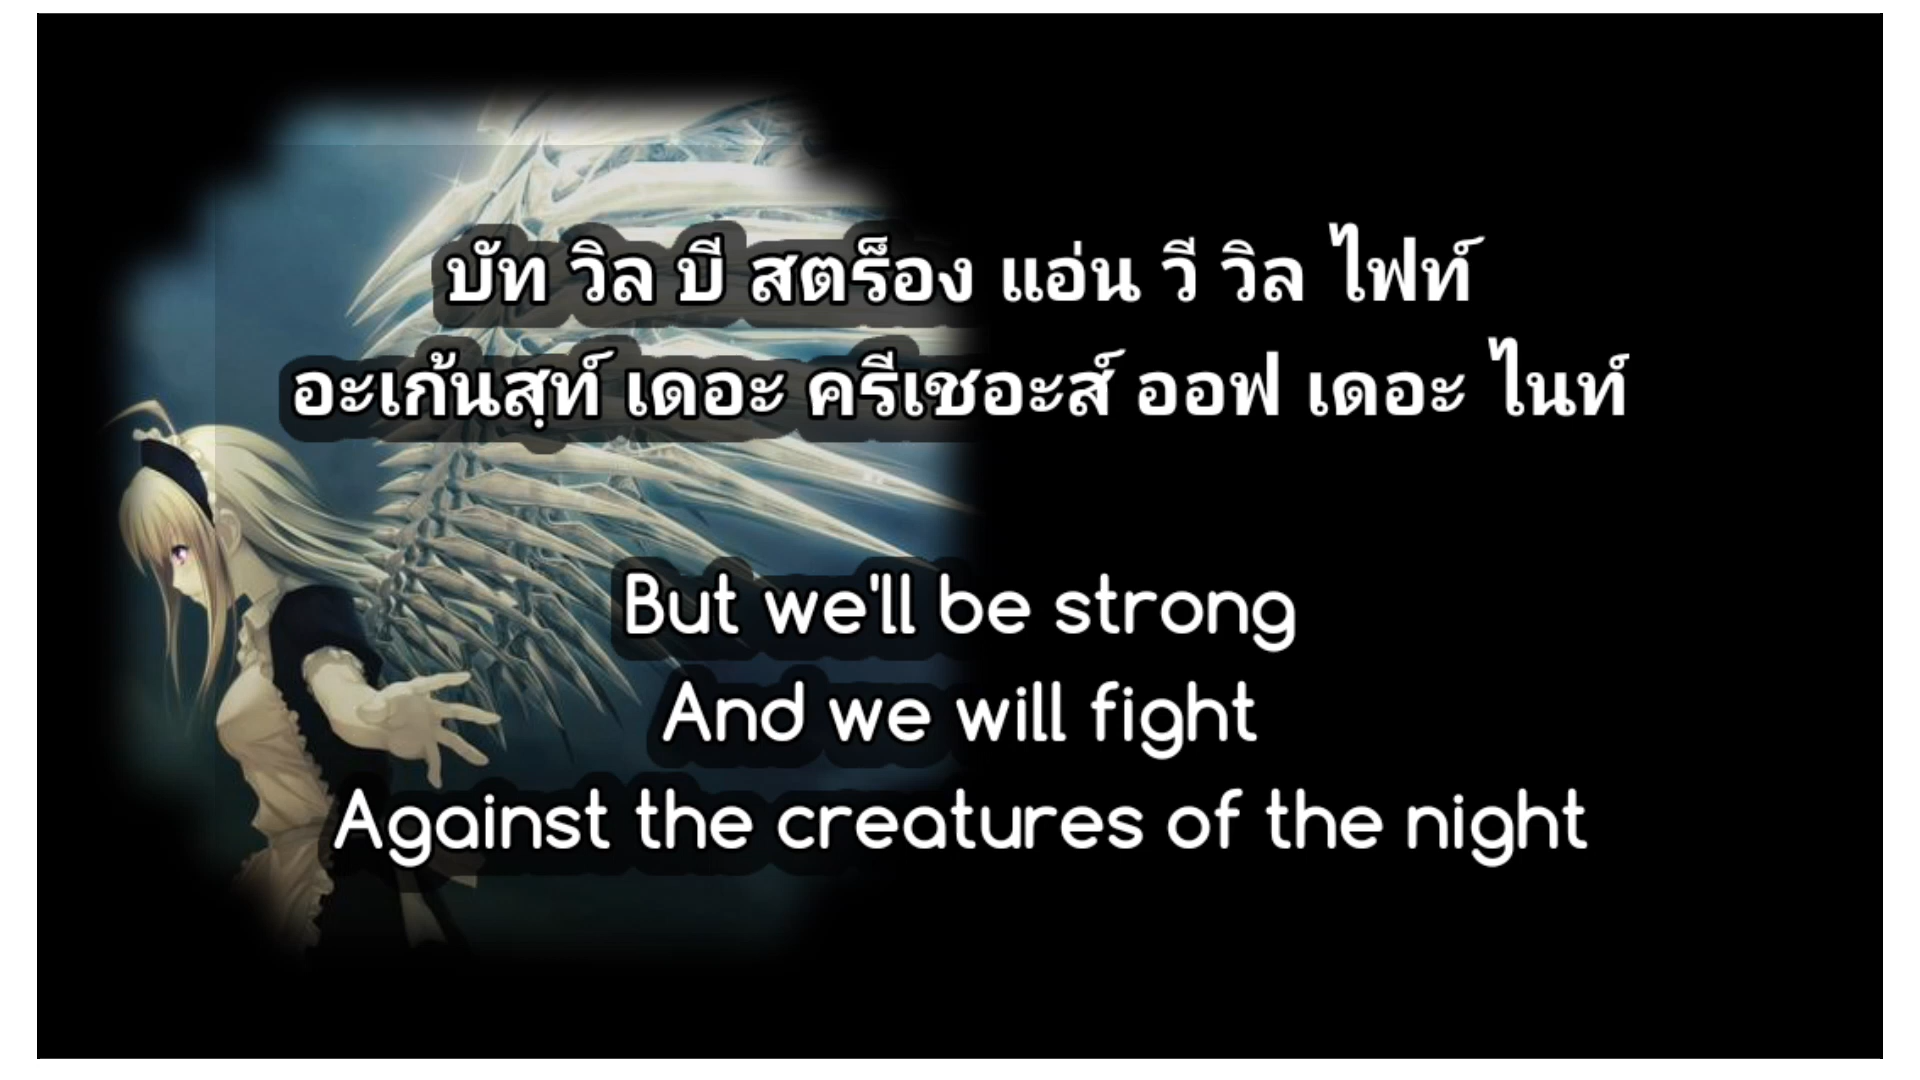 บัท วิล บี สตร็อง แอ่น วี วิล ไฟท์
อะเก้นสฺท์ เดอะ ครีเชอะส์ ออฟ เดอะ ไนท์
But we'll be strong
And we will fight
Against the creatures of the night